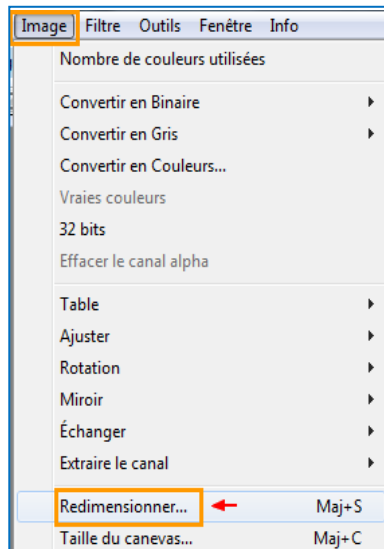 Image Filtre Outils Fenêtre Info
Nombre de couleurs utilisées
Convertir en Binaire
Convertir en Gris
Convertir en Couleurs...
Vraies couleurs
32 bits
Effacer le canal alpha
Table
Ajuster
Rotation
Miroir
Échanger
Extraire le canal
Redimensionner... Maj+S
Taille du canevas... Maj+C